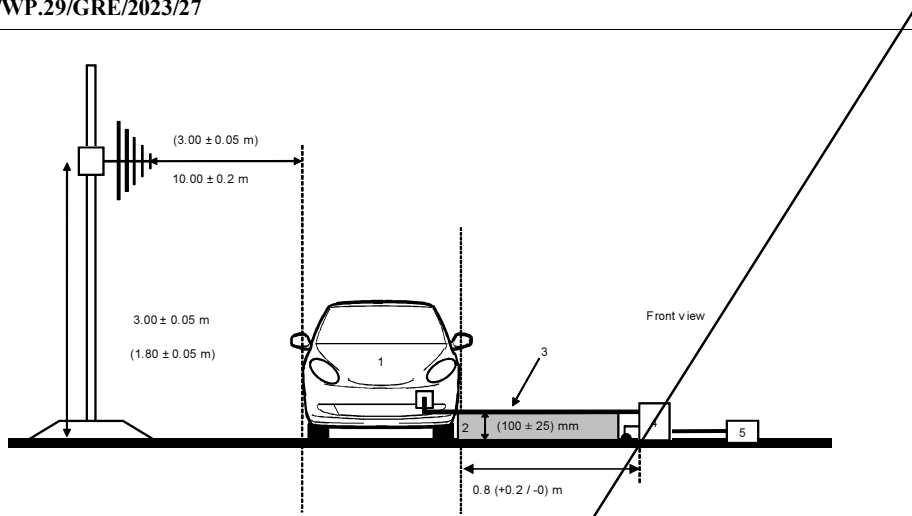 /WP.29/GRE/2023/27
(3.00 ± 0.05 m)
10.00 ± 0.2 m
3.00 ± 0.05 m
(1.80 ± 0.05 m)
Front view
1
3
2
(100 ± 25) mm
4
5
0.8 (+0.2 / -0) m